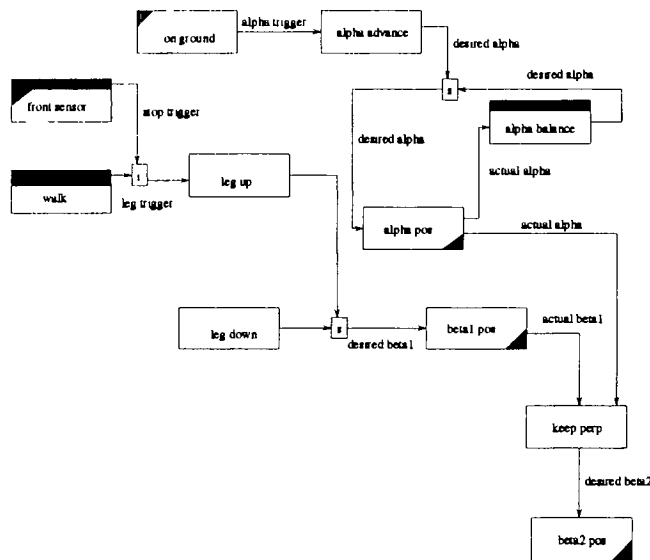 on ground
alpha trigger
alpha advance
desired alpha
desired alpha
s
front sensor
stop trigger
alpha balance
desired alpha
actual alpha
i
leg up
walk
leg trigger
alpha pos
actual alpha
leg down
s
desired beta1
beta1 pos
actual beta1
keep perp
desired beta2
beta2 pos